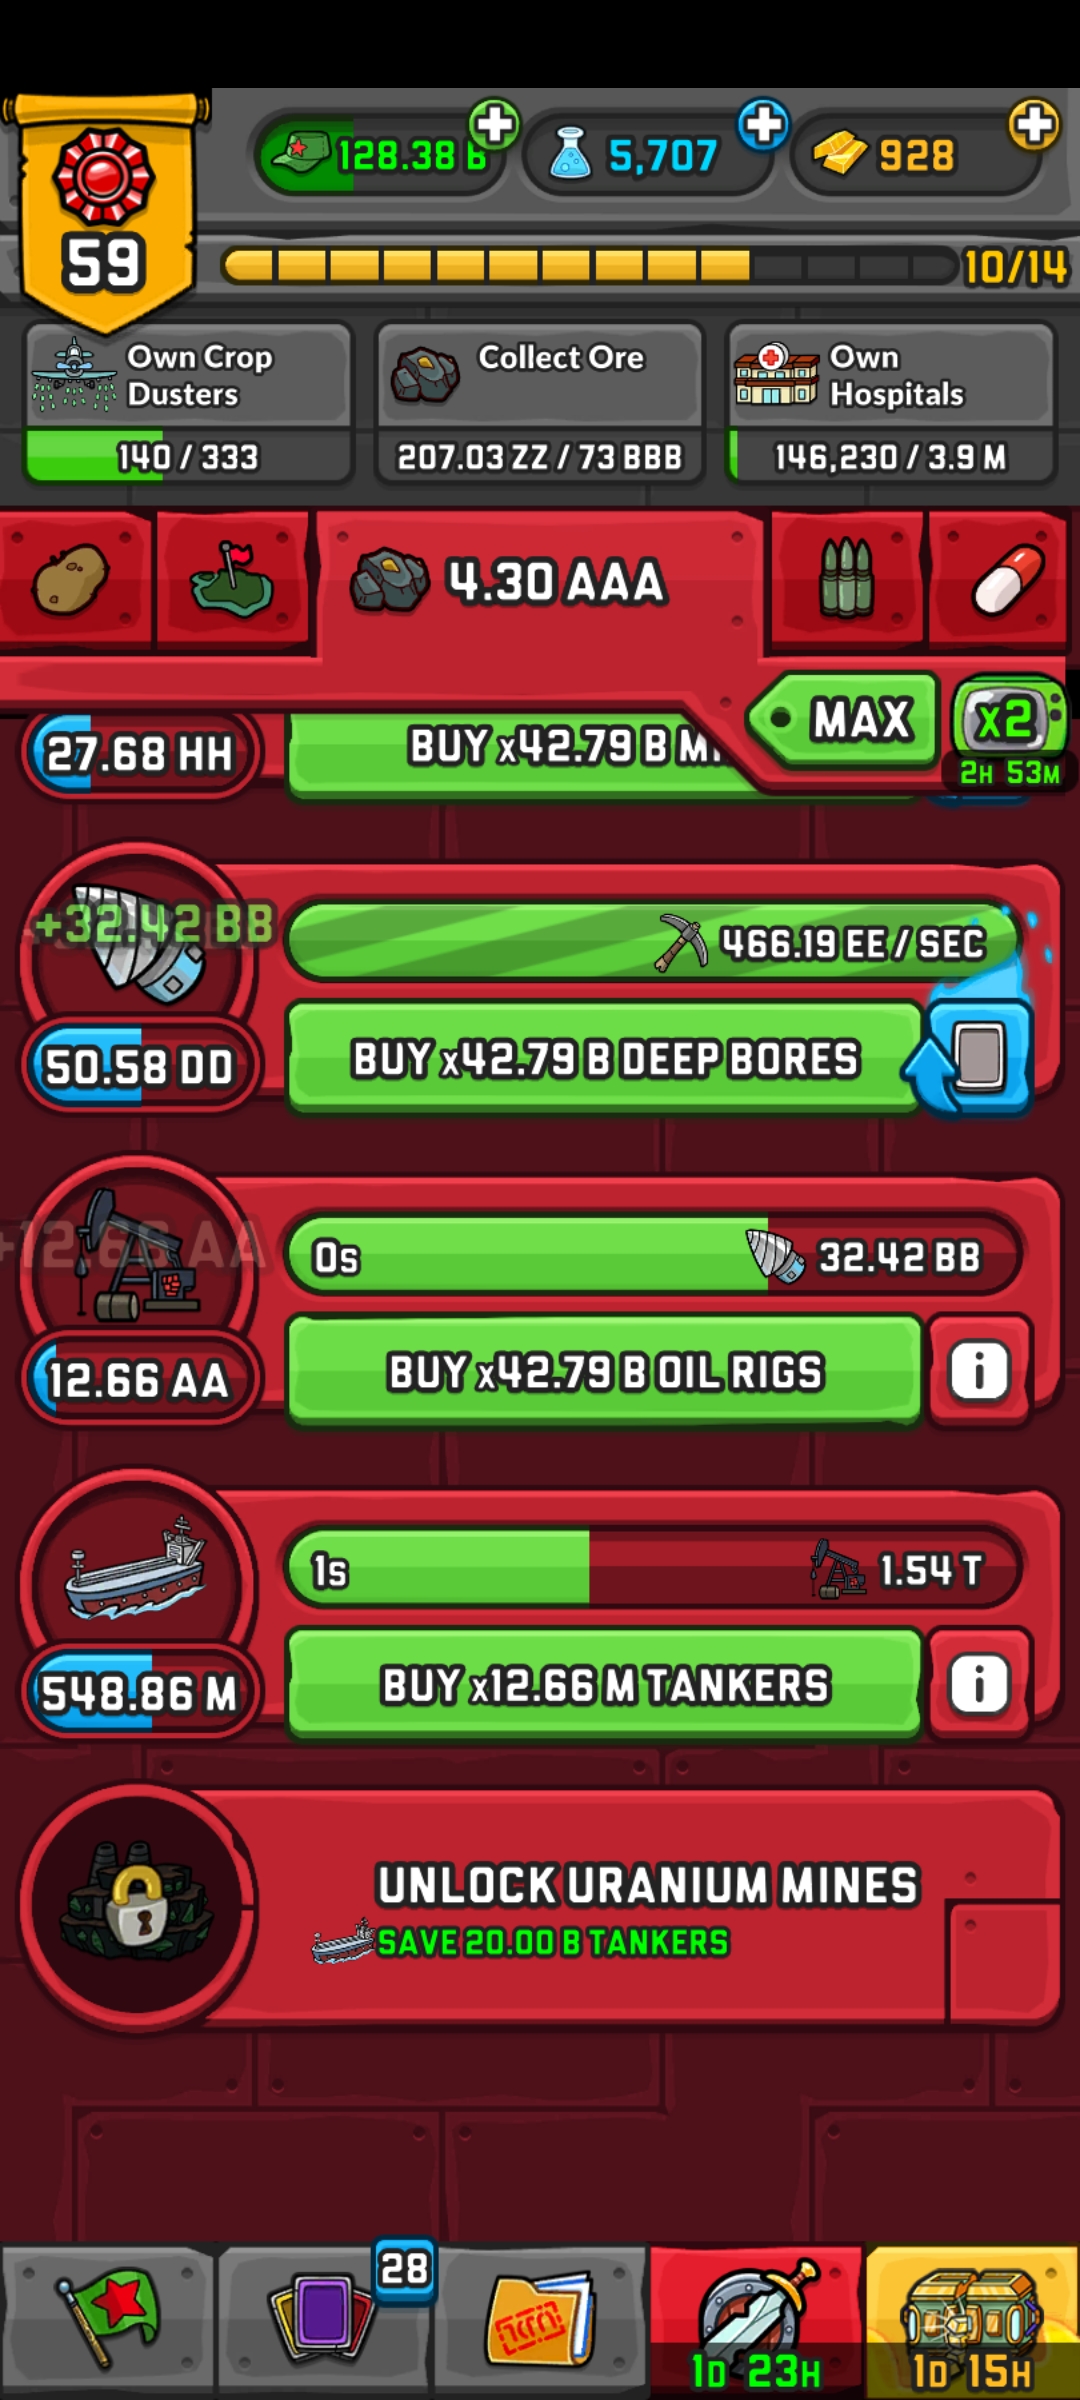 128.38 B
5,707
928
59
10/14
Own Crop
Dusters
140 / 333
Collect Ore
207.03 ZZ / 73 BBB
Own
Hospitals
146,230 / 3.9 M
4.30 AAA
MAX
x2
2H 53M
27.68 HH
BUY x42.79 B
+32.42 BB
466.19 EE / SEC
50.58 DD
BUY x42.79 B DEEP BORES
+12.66 AA
0s
32.42 BB
12.66 AA
BUY x42.79 B OIL RIGS
i
1s
1.54 T
548.86 M
BUY x12.66 M TANKERS
i
UNLOCK URANIUM MINES
SAVE 20.00 B TANKERS
28
1D 23H
1D 15H